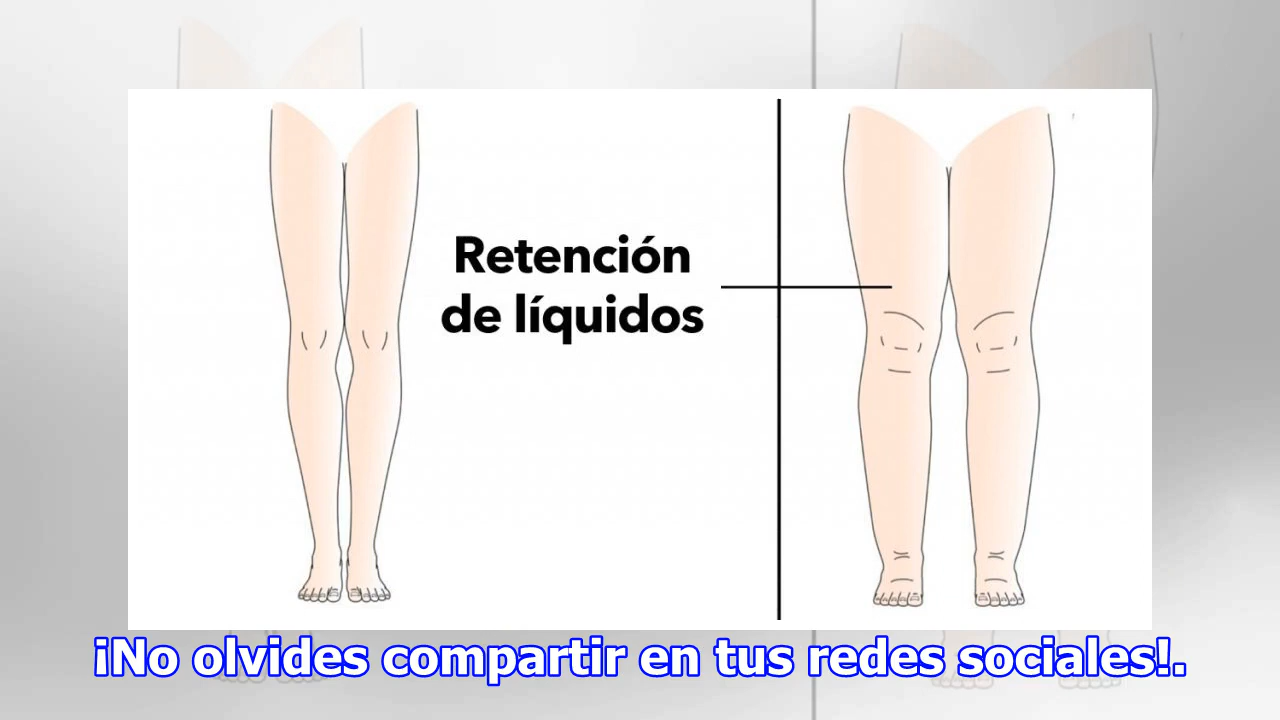 Retención
de líquidos
¡No olvides compartir en tus redes sociales!.